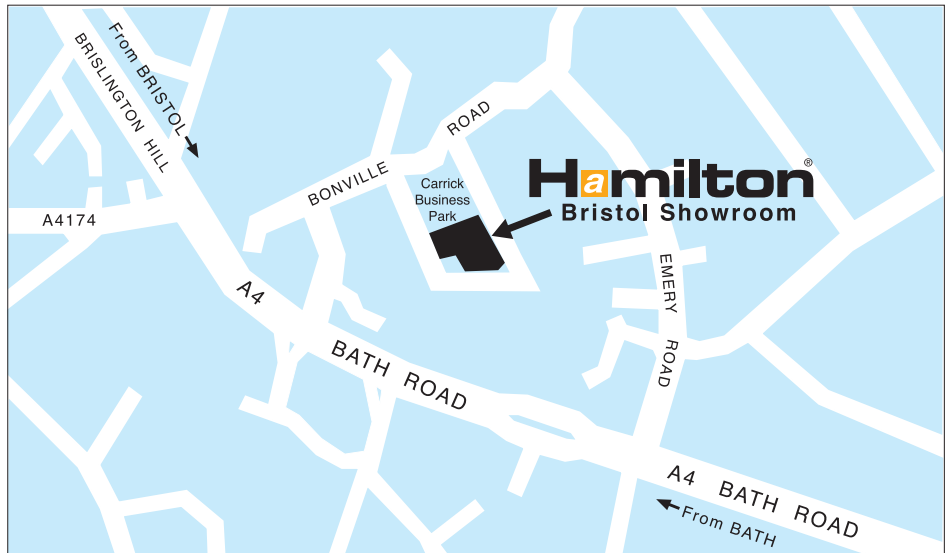 From BRISTOL
BRISLINGTON HILL
A4174
BONVILLE
ROAD
Carrick
Business
Park
Hamilton®
Bristol Showroom
EMERY
ROAD
A4
BATH ROAD
A4 BATH ROAD
From BATH